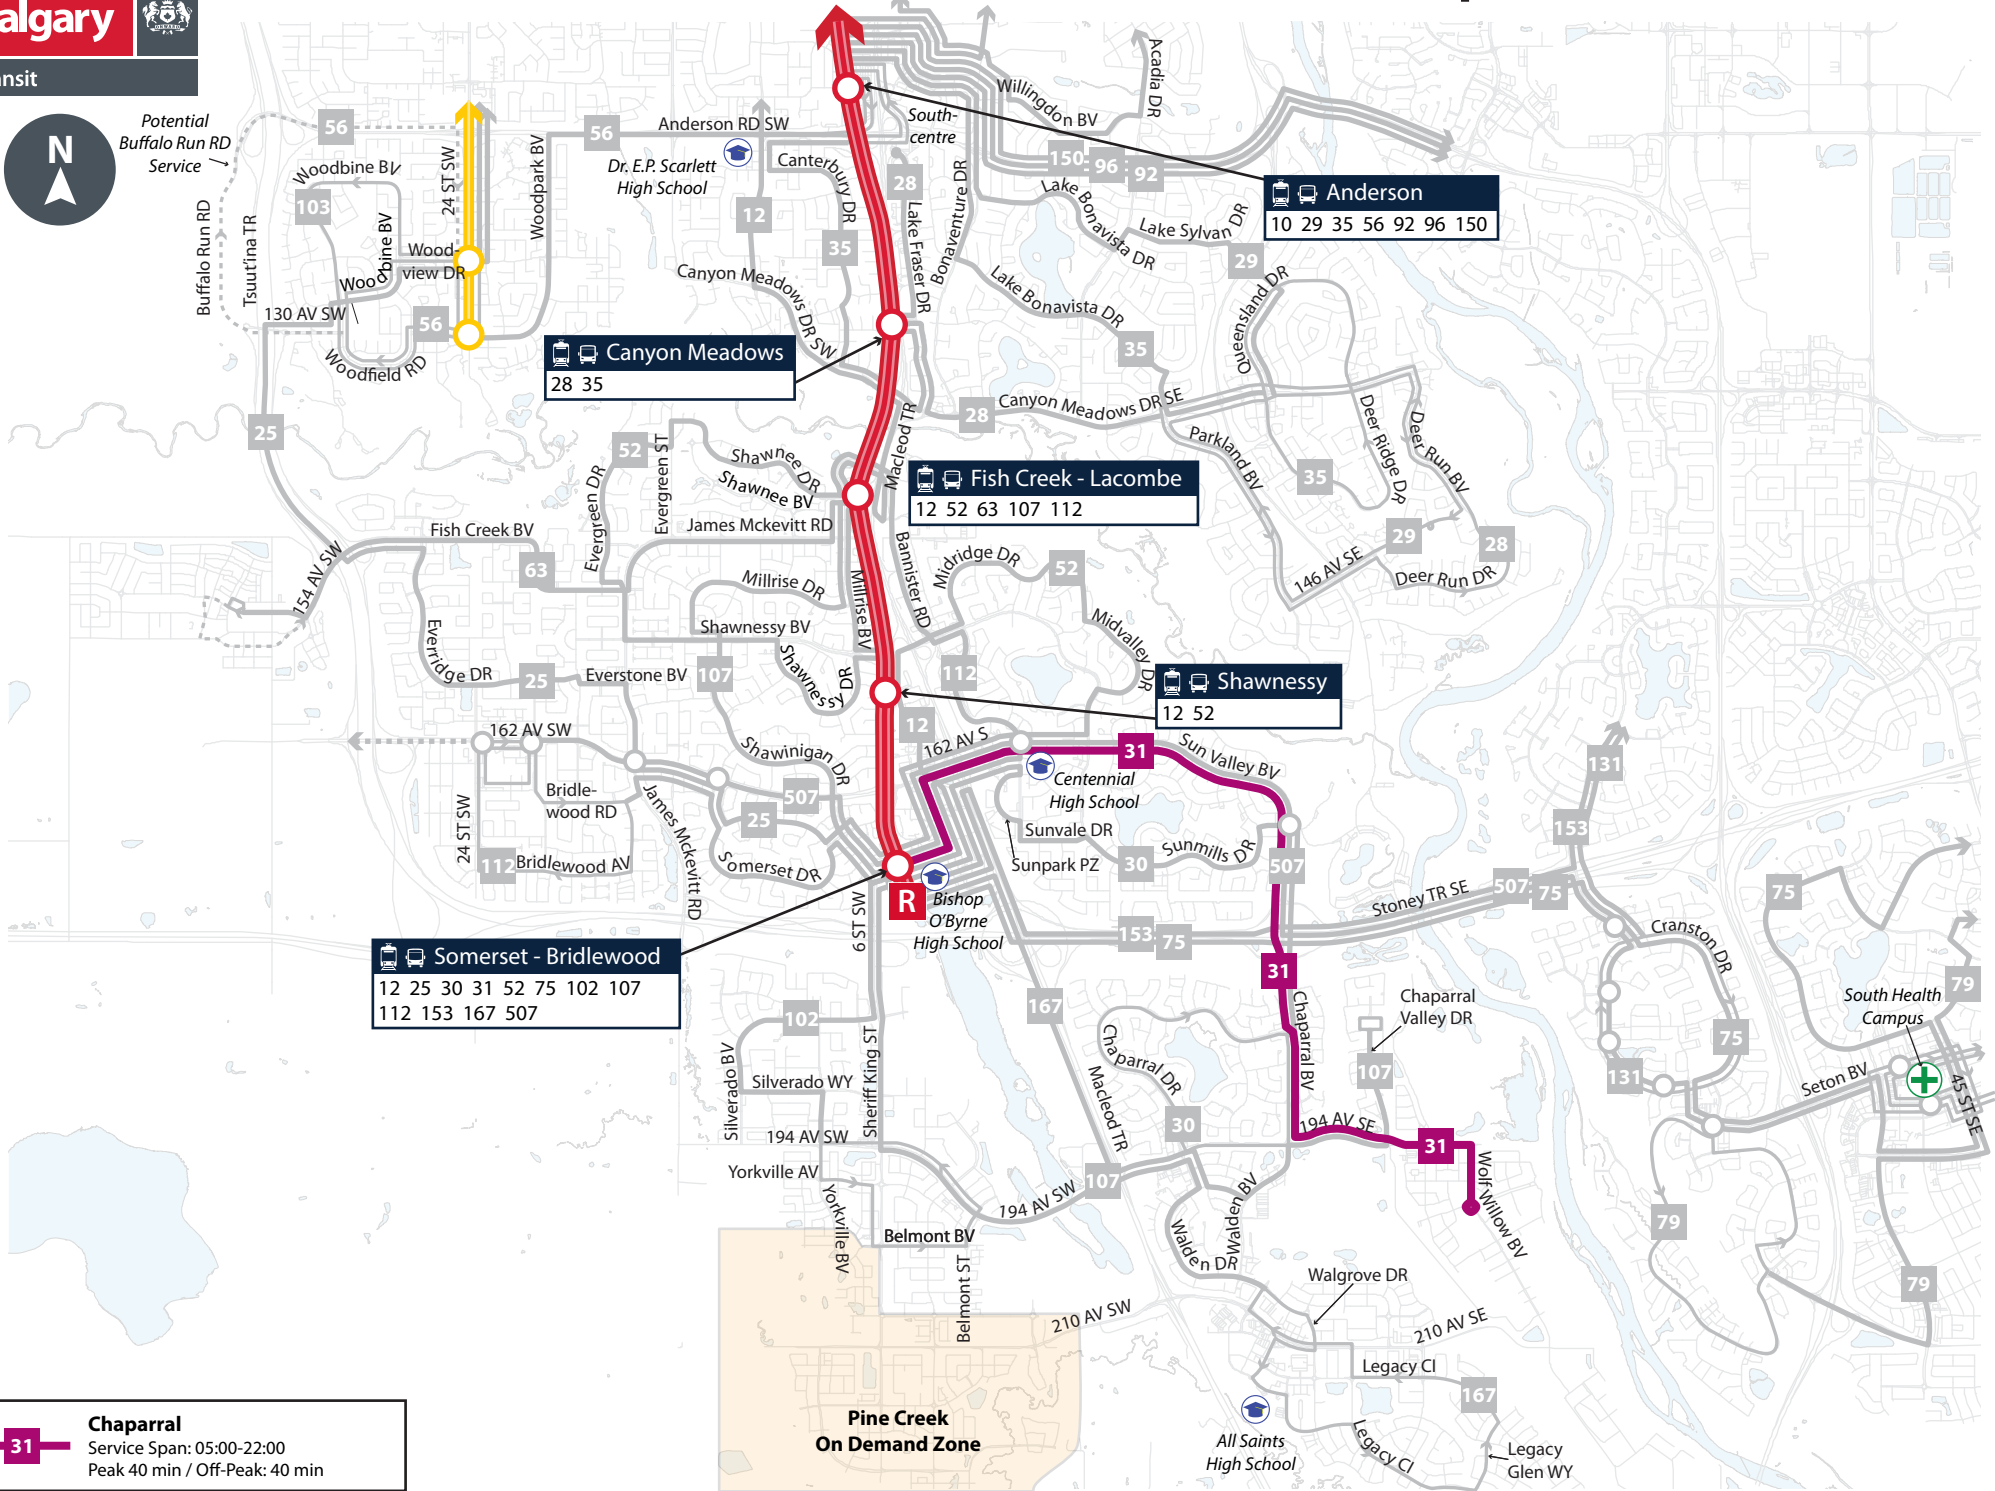 algary
nsit
N
Potential
Buffalo Run RD
Service
56
Woodbine BV
103
24 ST SW
Woodpark BV
56
Anderson RD SW
Dr. E.P. Scarlett
High School
Canterbury DR
12
35
28
South-
centre
Willingdon BV
Acadia DR
150
96
92
Anderson
10 29 35 56 92 96 150
Buffalo Run RD
Tsuut'ina TR
Woodbine BV
Wood-
view DR
130 AV SW
56
Woodfield RD
Canyon Meadows DR SW
Lake Fraser DR
Bonaventure DR
Lake Bonavista DR
Lake Sylvan DR
29
Lake Bonavista DR
35
Queensland DR
Canyon Meadows
28 35
28
Canyon Meadows DR SE
25
52
Evergreen DR
Evergreen ST
Shawnee DR
Shawnee BV
James Mckevitt RD
Macleod TR
Fish Creek - Lacombe
12 52 63 107 112
Parkland BV
35
Deer Ridge DR
Deer Run BV
29
28
146 AV SE
Deer Run DR
Fish Creek BV
63
154 AV SW
Millrise DR
Millrise BV
Bannister RD
Midridge DR
52
Midvalley DR
Everridge DR
25
Everstone BV
Shawnessy BV
107
Shawnessy DR
112
Shawnessy
12 52
162 AV SW
Bridle-
wood RD
24 ST SW
112
Bridlewood AV
James Mckevitt RD
Shawinigan DR
507
25
Somerset DR
12
162 AV S
31
Sun Valley BV
Centennial
High School
Sunvale DR
Sunpark PZ
30
Sunmills DR
507
R
Bishop
O'Byrne
High School
6 ST SW
Somerset - Bridlewood
12 25 30 31 52 75 102 107
112 153 167 507
153
75
Stoney TR SE
507
75
131
153
Cranston DR
75
131
75
79
South Health
Campus
Seton BV
45 ST SE
79
79
31
102
Silverado BV
Silverado WY
Sheriff King ST
167
Macleod TR
Chaparral DR
30
Chaparral BV
Chaparral
Valley DR
107
194 AV SE
31
Wolf Willow BV
194 AV SW
Yorkville AV
Yorkville BV
Belmont BV
Belmont ST
194 AV SW
107
Walden BV
Walden DR
Walgrove DR
210 AV SW
210 AV SE
Legacy CI
167
Legacy CI
Legacy
Glen WY
All Saints
High School
Pine Creek
On Demand Zone
31
Chaparral
Service Span: 05:00-22:00
Peak 40 min / Off-Peak: 40 min